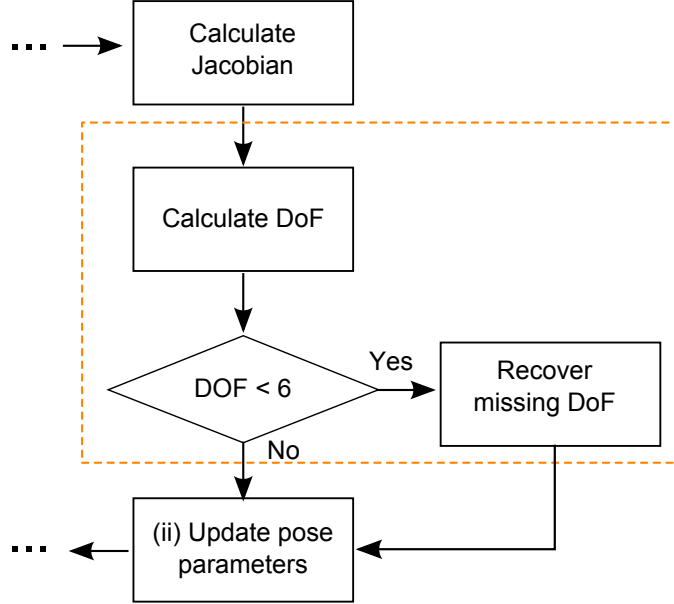 Calculate
Jacobian
Calculate DoF
DOF < 6
Yes
Recover
missing DoF
No
(ii) Update pose
parameters